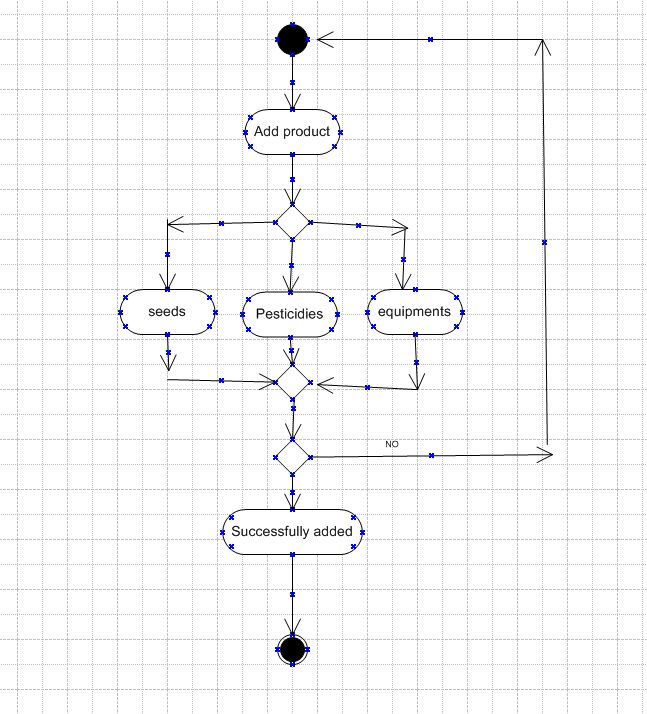 Add product
seeds
Pesticidies
equipments
NO
Successfully added